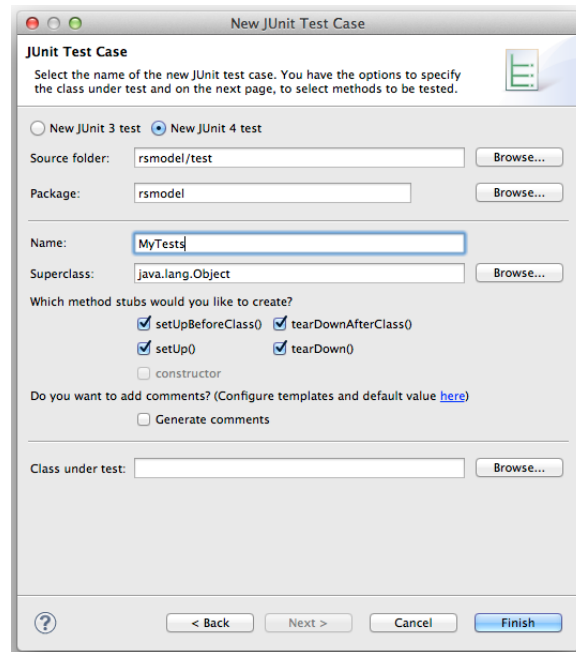 New JUnit Test Case
JUnit Test Case
Select the name of the new JUnit test case. You have the options to specify
the class under test and on the next page, to select methods to be tested.
New JUnit 3 test New JUnit 4 test
Source folder: rsmodel/test Browse...
Package: rsmodel Browse...
Name: MyTests
Superclass: java.lang.Object Browse...
Which method stubs would you like to create?
setUpBeforeClass() tearDownAfterClass()
setUp() tearDown()
constructor
Do you want to add comments? (Configure templates and default value here)
Generate comments
Class under test: Browse...
? < Back Next > Cancel Finish